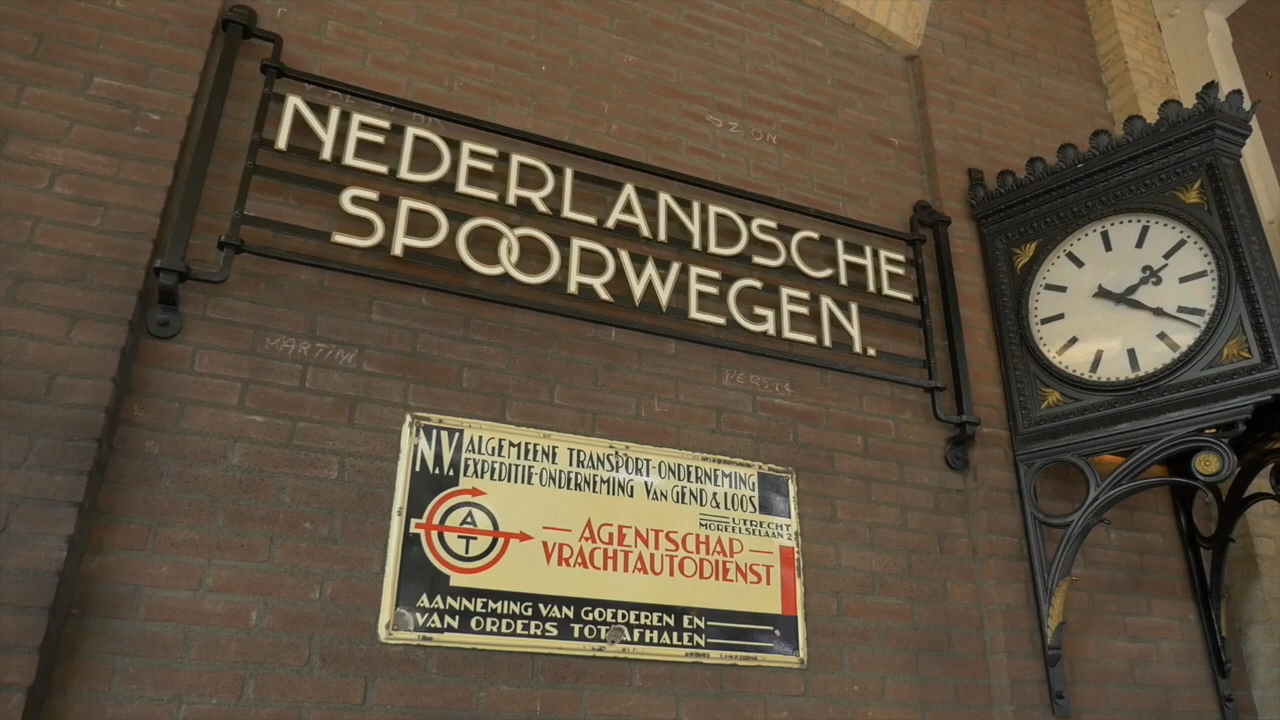 NEDERLANDSCHE
SPOORWEGEN.
OZON
MARTIN
N.V. ALGEMEENE TRANSPORT-ONDERNEMING
EXPEDITIE-ONDERNEMING VAN GEND & LOOS
UTRECHT
MOREELSELAAN 2
A
T
— AGENTSCHAP —
VRACHTAUTODIENST
AANNEMING VAN GOEDEREN EN
VAN ORDERS TOT AFHALEN